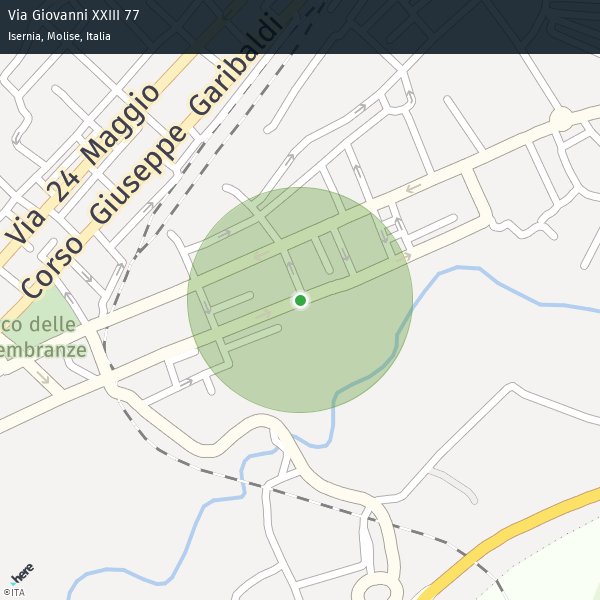 Via Giovanni XXIII 77
Isernia, Molise, Italia
Via 24 Maggio
Corso Giuseppe Garibaldi
co delle
embranze
here
©ITA